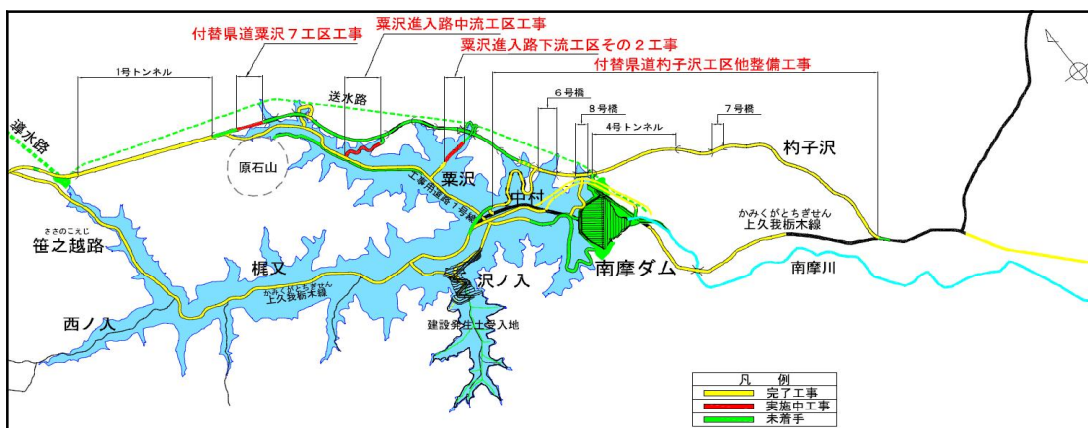 粟沢進入路中流工区工事
付替県道粟沢7工区工事
粟沢進入路下流工区その2工事
付替県道杓子沢工区他整備工事
1号トンネル
送水路
6号橋
8号橋
7号橋
4号トンネル
導水路
杓子沢
原石山
粟沢
工事用道路1号線
中村
かみくがとちぎせん
上久我栃木線
ささのこえじ
笹之越路
梶又
南摩ダム
南摩川
沢ノ入
かみくがとちぎせん
上久我栃木線
西ノ入
建設発生土受入地
凡 例
完了工事
実施中工事
未着手